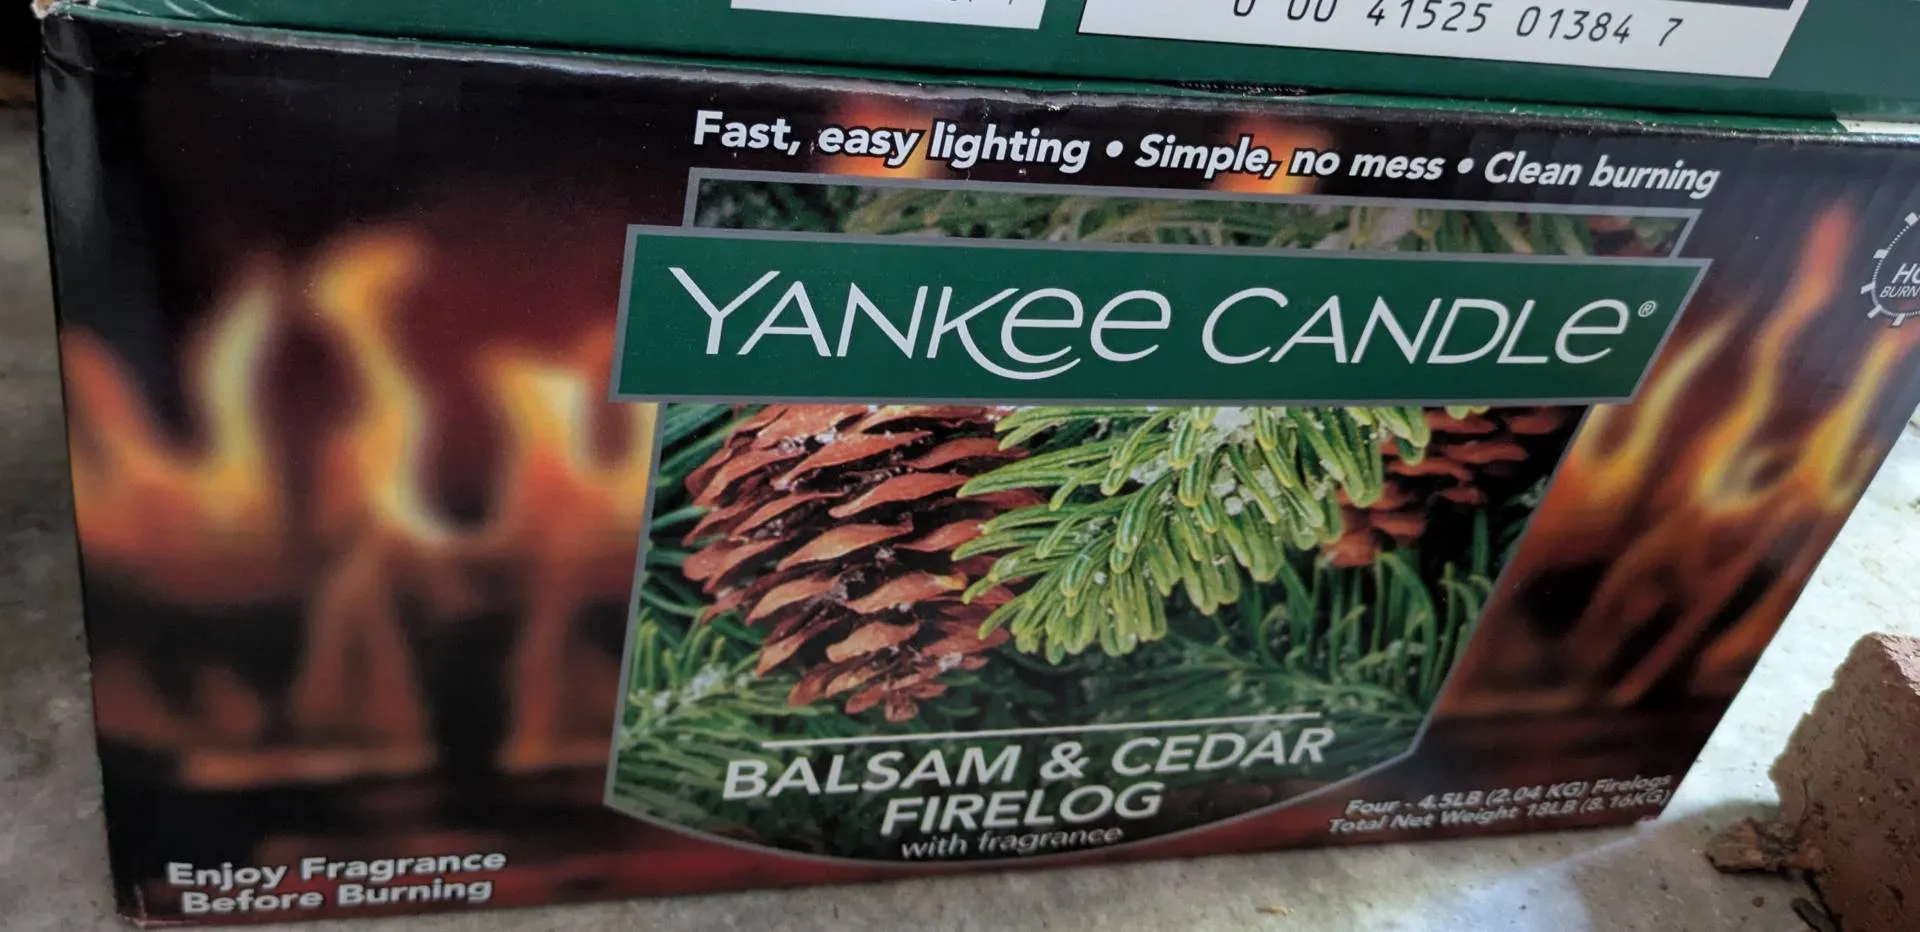 0 00 41525 01384 7
Fast, easy lighting • Simple, no mess • Clean burning
YANKEE CANDLE®
BALSAM & CEDAR
FIRELOG
with fragrance
Four - 4.5LB (2.04 KG) Firelogs
Total Net Weight 18LB (8.16KG)
Enjoy Fragrance
Before Burning